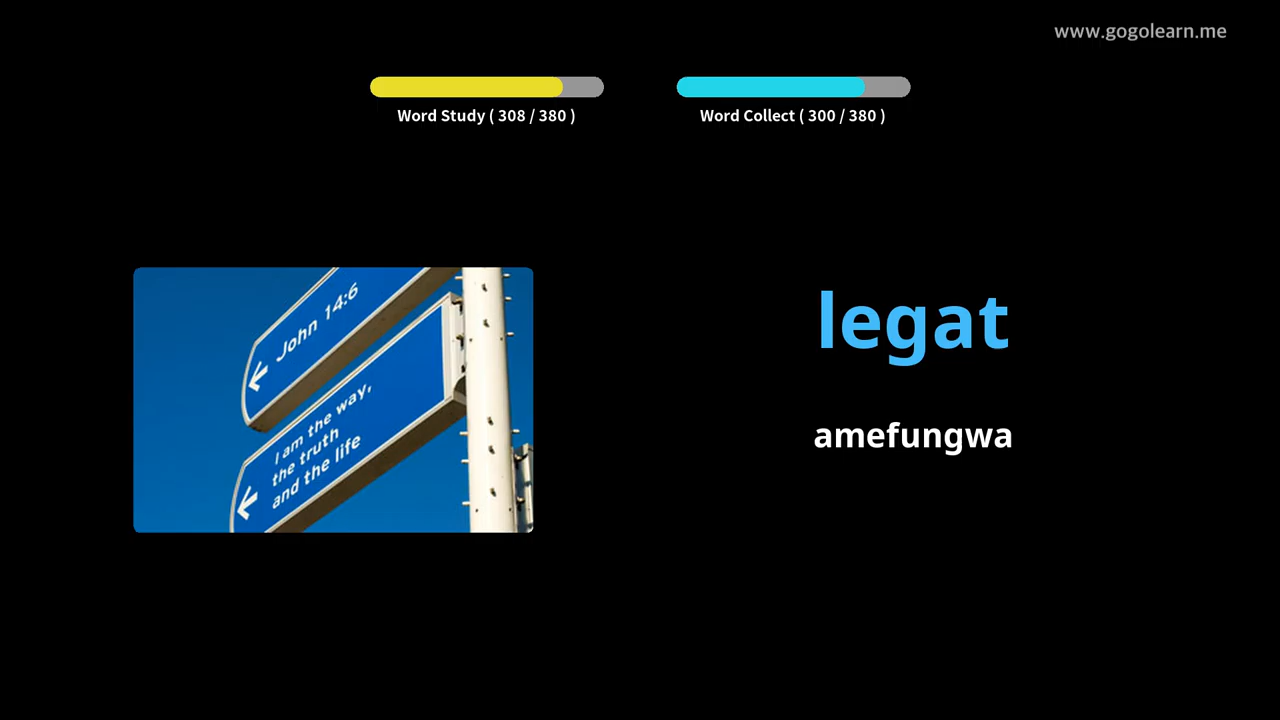 www.gogolearn.me
Word Study ( 308 / 380 )
Word Collect ( 300 / 380 )
John 14:6
I am the way,
the truth
and the life
legat
amefungwa